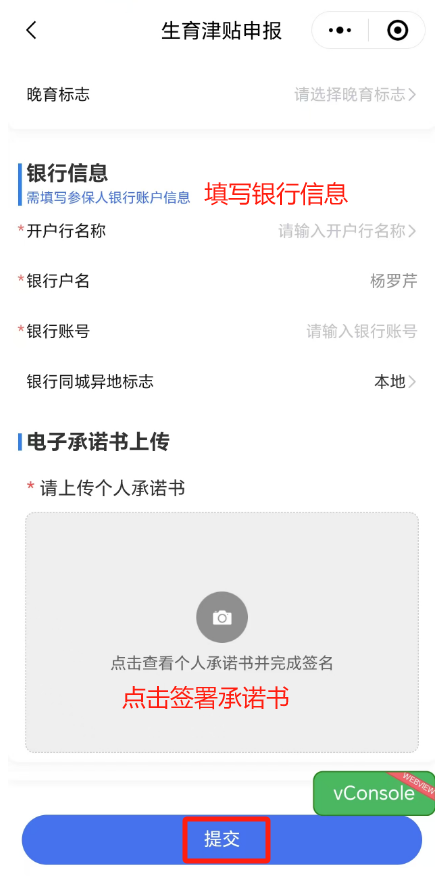 生育津贴申报
晚育标志 请选择晚育标志
银行信息
需填写参保人银行账户信息 填写银行信息
*开户行名称 请输入开户行名称
*银行户名 杨罗芹
*银行账号 请输入银行账号
银行同城异地标志 本地
电子承诺书上传
* 请上传个人承诺书
点击查看个人承诺书并完成签名
点击签署承诺书
WEBVIEW
vConsole
提交